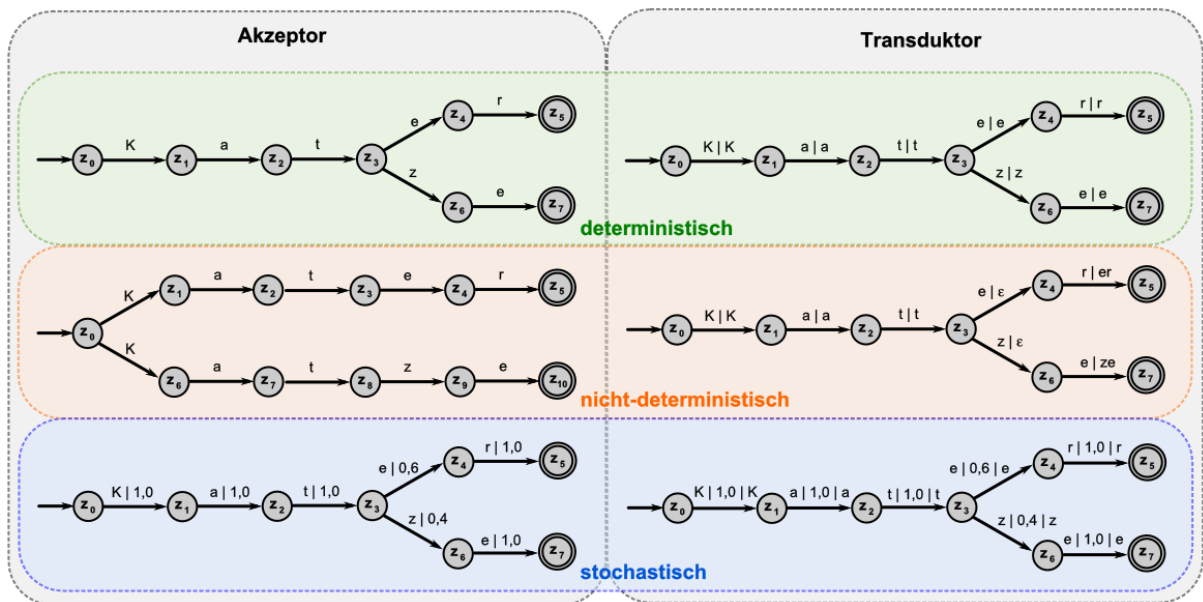 Akzeptor
Transduktor
K a t e r
z e
z₀ z₁ z₂ z₃ z₄ z₅
z₆ z₇
K | K a | a t | t e | e r | r
z | z e | e
z₀ z₁ z₂ z₃ z₄ z₅
z₆ z₇
deterministisch
K a t e r
z₀ z₁ z₂ z₃ z₄ z₅
K a t z e
z₆ z₇ z₈ z₉ z₁₀
K | K a | a t | t e | ε r | er
z | ε e | ze
z₀ z₁ z₂ z₃ z₄ z₅
z₆ z₇
nicht-deterministisch
K | 1,0 a | 1,0 t | 1,0 e | 0,6 r | 1,0
z | 0,4 e | 1,0
z₀ z₁ z₂ z₃ z₄ z₅
z₆ z₇
K | 1,0 | K a | 1,0 | a t | 1,0 | t e | 0,6 | e r | 1,0 | r
z | 0,4 | z e | 1,0 | e
z₀ z₁ z₂ z₃ z₄ z₅
z₆ z₇
stochastisch